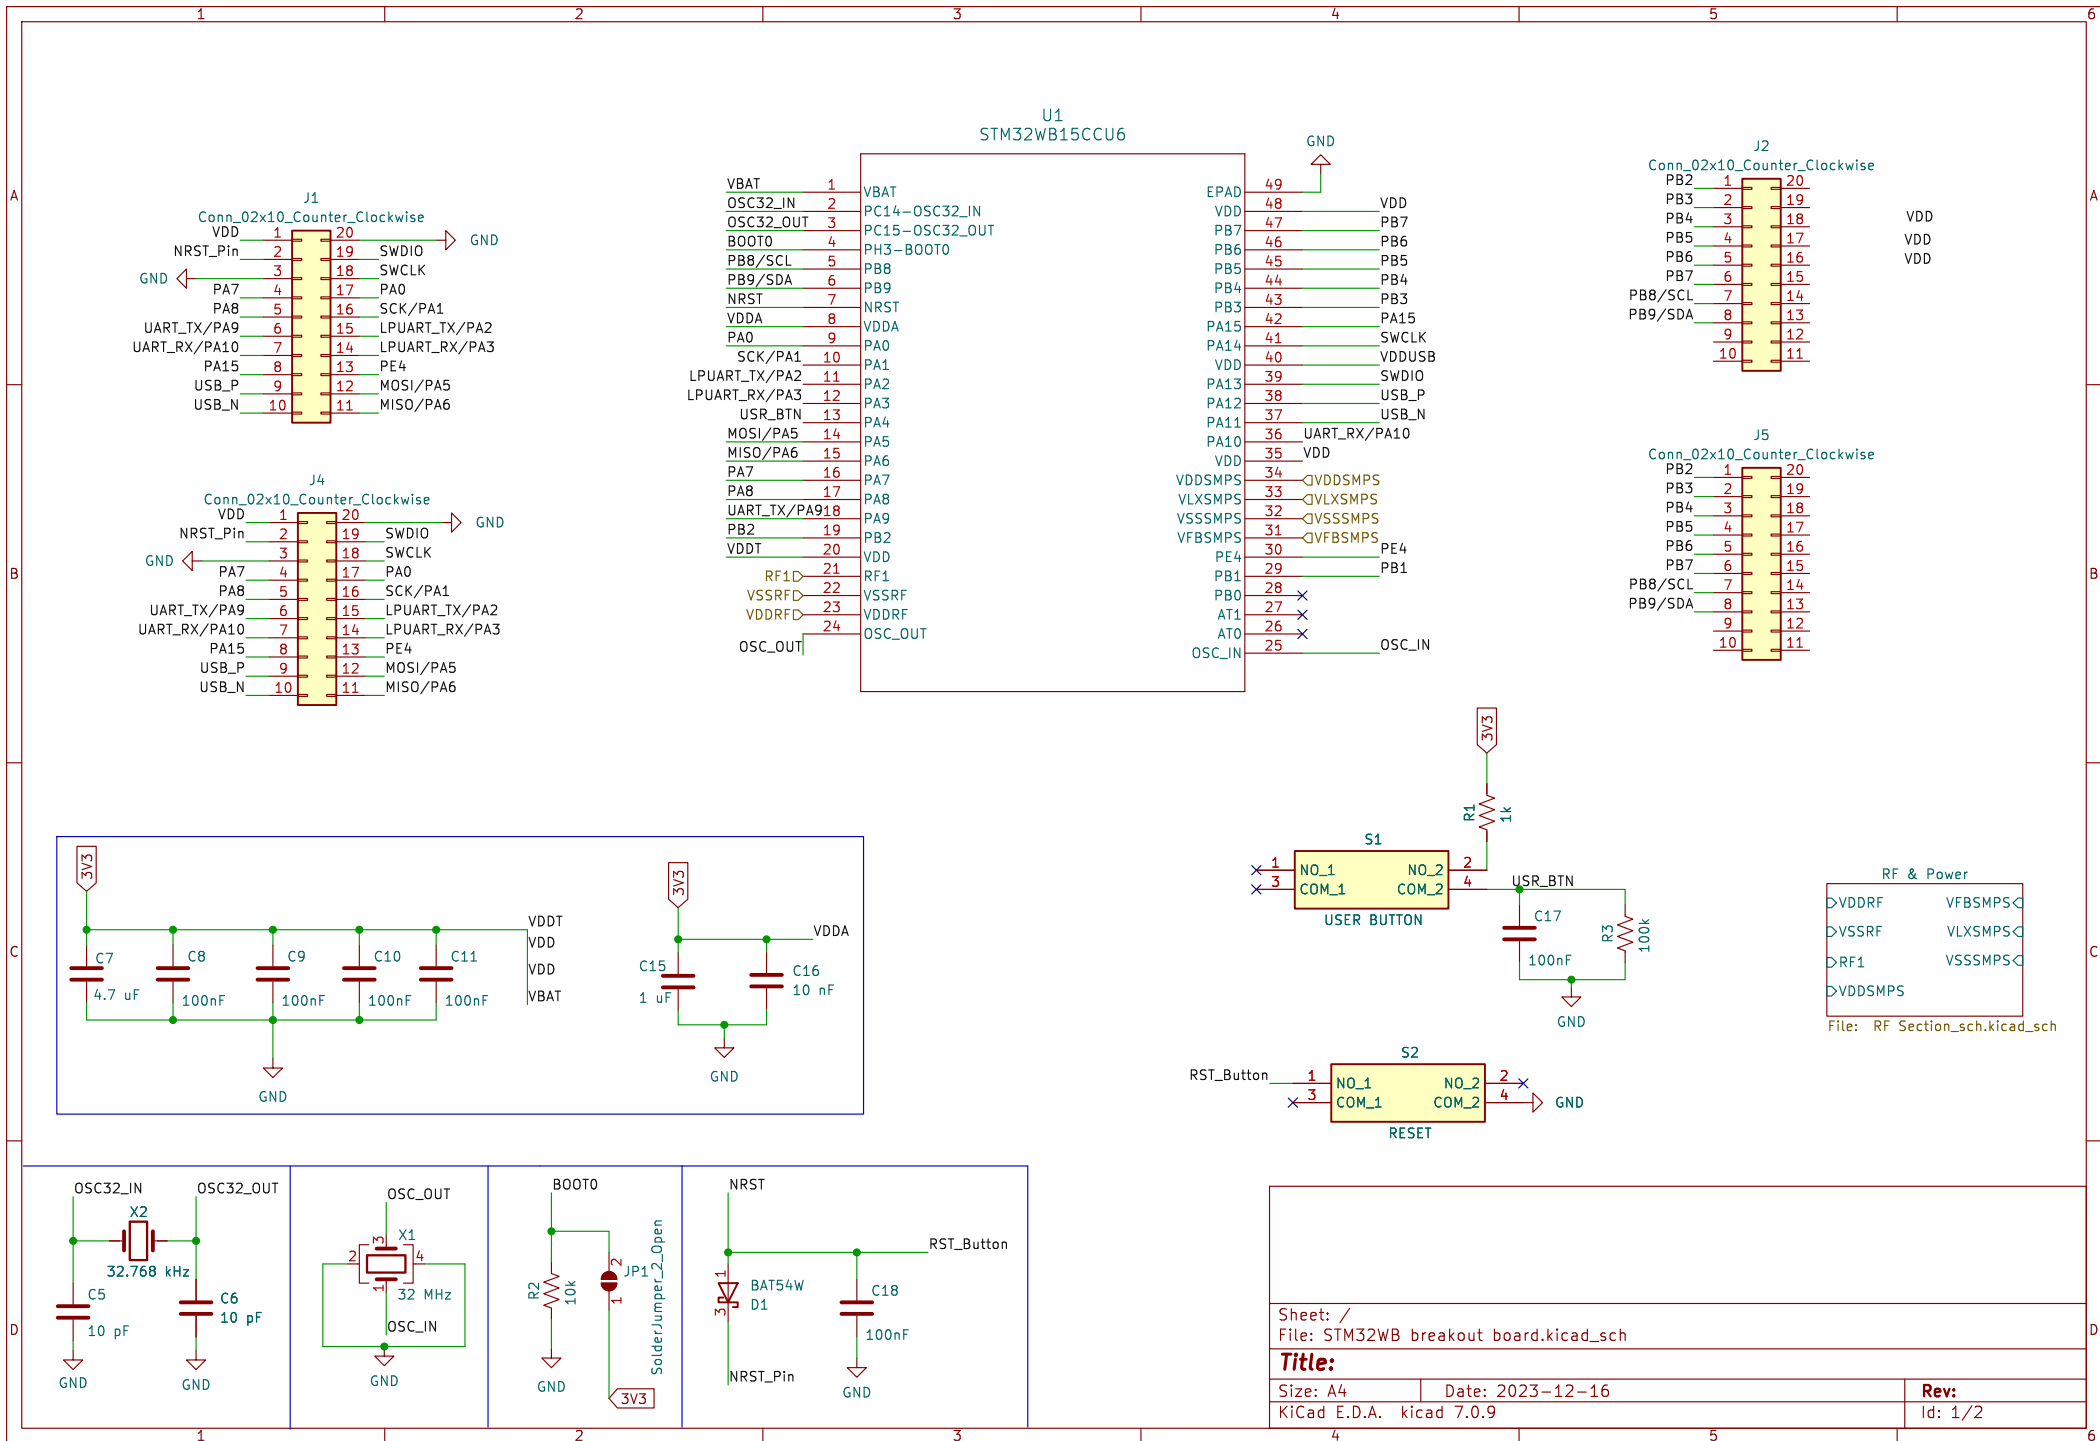 1 2 3 4 5 6
A
B
C
D
A
B
C
D
1 2 3 4 5 6
U1
STM32WB15CCU6
VBAT 1 VBAT
OSC32_IN 2 PC14-OSC32_IN
OSC32_OUT 3 PC15-OSC32_OUT
BOOT0 4 PH3-BOOT0
PB8/SCL 5 PB8
PB9/SDA 6 PB9
NRST 7 NRST
VDDA 8 VDDA
PA0 9 PA0
SCK/PA1 10 PA1
LPUART_TX/PA2 11 PA2
LPUART_RX/PA3 12 PA3
USR_BTN 13 PA4
MOSI/PA5 14 PA5
MISO/PA6 15 PA6
PA7 16 PA7
PA8 17 PA8
UART_TX/PA9 18 PA9
PB2 19 PB2
VDDT 20 VDD
RF1 21 RF1
VSSRF 22 VSSRF
VDDRF 23 VDDRF
24 OSC_OUT
OSC_OUT
GND
EPAD 49
VDD 48 VDD
PB7 47 PB7
PB6 46 PB6
PB5 45 PB5
PB4 44 PB4
PB3 43 PB3
PA15 42 PA15
PA14 41 SWCLK
VDD 40 VDDUSB
PA13 39 SWDIO
PA12 38 USB_P
PA11 37 USB_N
PA10 36 UART_RX/PA10
VDD 35 VDD
VDDSMPS 34 VDDSMPS
VLXSMPS 33 VLXSMPS
VSSSMPS 32 VSSSMPS
VFBSMPS 31 VFBSMPS
PE4 30 PE4
PB1 29 PB1
PB0 28
AT1 27
AT0 26
OSC_IN 25 OSC_IN
J1
Conn_02x10_Counter_Clockwise
VDD 1 20 GND
NRST_Pin 2 19 SWDIO
GND 3 18 SWCLK
PA7 4 17 PA0
PA8 5 16 SCK/PA1
UART_TX/PA9 6 15 LPUART_TX/PA2
UART_RX/PA10 7 14 LPUART_RX/PA3
PA15 8 13 PE4
USB_P 9 12 MOSI/PA5
USB_N 10 11 MISO/PA6
J4
Conn_02x10_Counter_Clockwise
VDD 1 20 GND
NRST_Pin 2 19 SWDIO
GND 3 18 SWCLK
PA7 4 17 PA0
PA8 5 16 SCK/PA1
UART_TX/PA9 6 15 LPUART_TX/PA2
UART_RX/PA10 7 14 LPUART_RX/PA3
PA15 8 13 PE4
USB_P 9 12 MOSI/PA5
USB_N 10 11 MISO/PA6
J2
Conn_02x10_Counter_Clockwise
PB2 1 20
PB3 2 19
PB4 3 18
PB5 4 17
PB6 5 16
PB7 6 15
PB8/SCL 7 14
PB9/SDA 8 13
9 12
10 11
VDD
VDD
VDD
J5
Conn_02x10_Counter_Clockwise
PB2 1 20
PB3 2 19
PB4 3 18
PB5 4 17
PB6 5 16
PB7 6 15
PB8/SCL 7 14
PB9/SDA 8 13
9 12
10 11
3V3
R1
1k
S1
1 NO_1 NO_2 2
3 COM_1 COM_2 4
USER BUTTON
USR_BTN
C17
100nF
R3
100k
GND
S2
RST_Button 1 NO_1 NO_2 2
3 COM_1 COM_2 4 GND
RESET
RF & Power
VDDRF VFBSMPS
VSSRF VLXSMPS
RF1 VSSSMPS
VDDSMPS
File: RF Section_sch.kicad_sch
3V3
C7
4.7 uF
C8
100nF
C9
100nF
C10
100nF
C11
100nF
VDDT
VDD
VDD
VBAT
GND
3V3
VDDA
C15
1 uF
C16
10 nF
GND
OSC32_IN OSC32_OUT
X2
32.768 kHz
C5
10 pF
C6
10 pF
GND
GND
OSC_OUT
X1
3
2 4
1
32 MHz
OSC_IN
GND
BOOT0
R2
10k
2
JP1
1
SolderJumper_2_Open
GND
3V3
NRST
RST_Button
1
BAT54W
D1
3
C18
100nF
NRST_Pin
GND
Sheet: /
File: STM32WB breakout board.kicad_sch
Title:
Size: A4 Date: 2023-12-16 Rev:
KiCad E.D.A. kicad 7.0.9 Id: 1/2